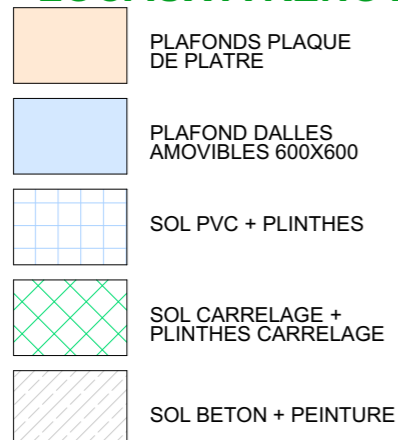 PLAFONDS PLAQUE
DE PLATRE
PLAFOND DALLES
AMOVIBLES 600X600
SOL PVC + PLINTHES
SOL CARRELAGE +
PLINTHES CARRELAGE
SOL BETON + PEINTURE